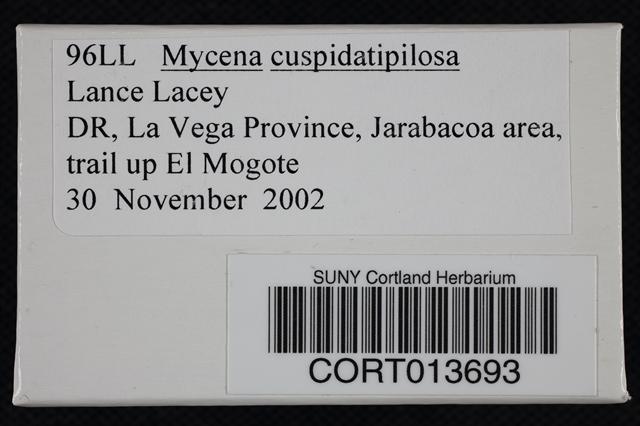 96LL Mycena cuspidatipilosa
Lance Lacey
DR, La Vega Province, Jarabacoa area,
trail up El Mogote
30 November 2002
SUNY Cortland Herbarium
CORT013693